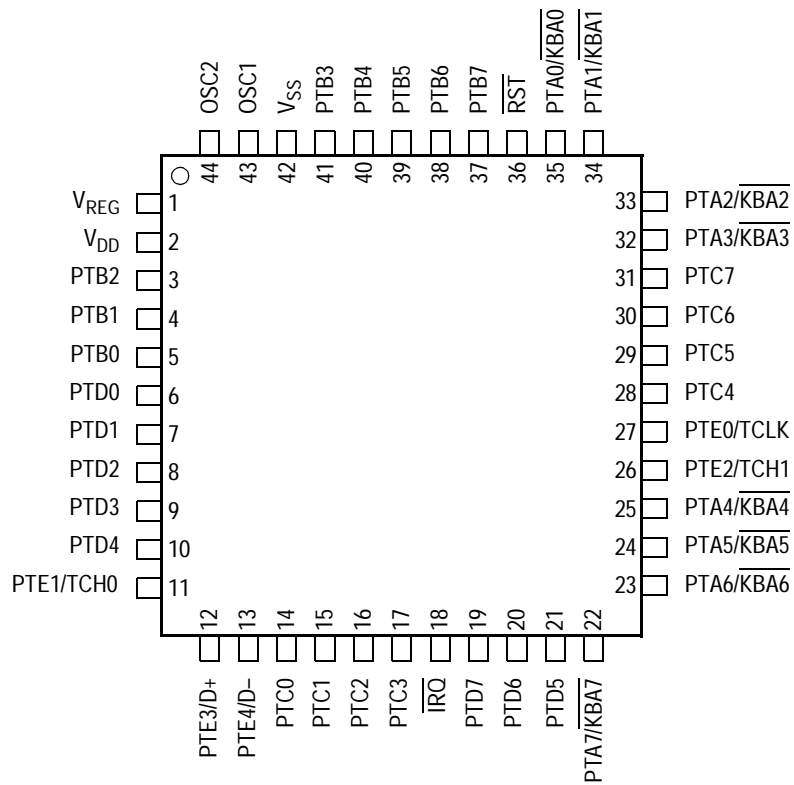 OSC2
OSC1
VSS
PTB3
PTB4
PTB5
PTB6
PTB7
RST
PTA0/KBA0
PTA1/KBA1
44
43
42
41
40
39
38
37
36
35
34
VREG 1
VDD 2
PTB2 3
PTB1 4
PTB0 5
PTD0 6
PTD1 7
PTD2 8
PTD3 9
PTD4 10
PTE1/TCH0 11
33 PTA2/KBA2
32 PTA3/KBA3
31 PTC7
30 PTC6
29 PTC5
28 PTC4
27 PTE0/TCLK
26 PTE2/TCH1
25 PTA4/KBA4
24 PTA5/KBA5
23 PTA6/KBA6
12
13
14
15
16
17
18
19
20
21
22
PTE3/D+
PTE4/D–
PTC0
PTC1
PTC2
PTC3
IRQ
PTD7
PTD6
PTD5
PTA7/KBA7